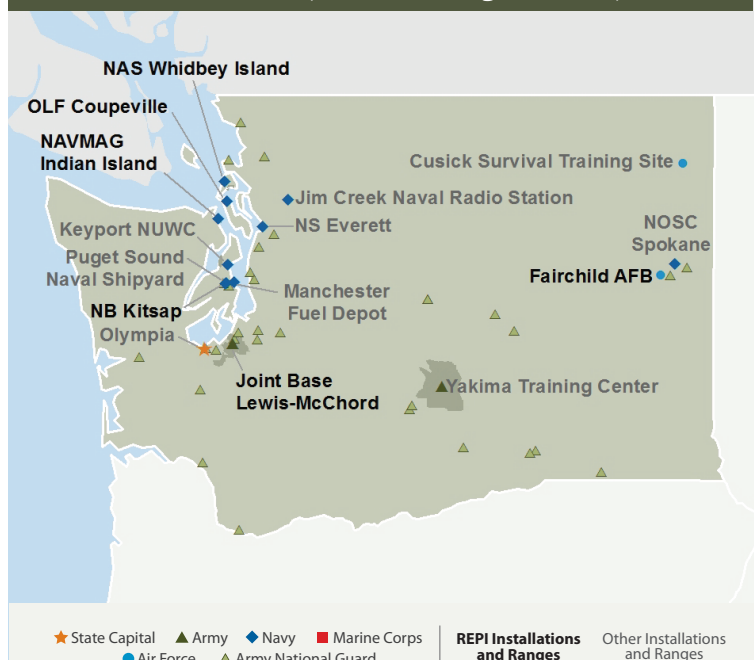 NAS Whidbey Island
OLF Coupeville
NAVMAG
Indian Island
Cusick Survival Training Site
Jim Creek Naval Radio Station
NS Everett
Keyport NUWC
NOSC
Spokane
Puget Sound
Naval Shipyard
Fairchild AFB
Manchester
Fuel Depot
NB Kitsap
Olympia
Joint Base
Lewis-McChord
Yakima Training Center
State Capital
Army
Navy
Marine Corps
Air Force
Army National Guard
REPI Installations
and Ranges
Other Installations
and Ranges